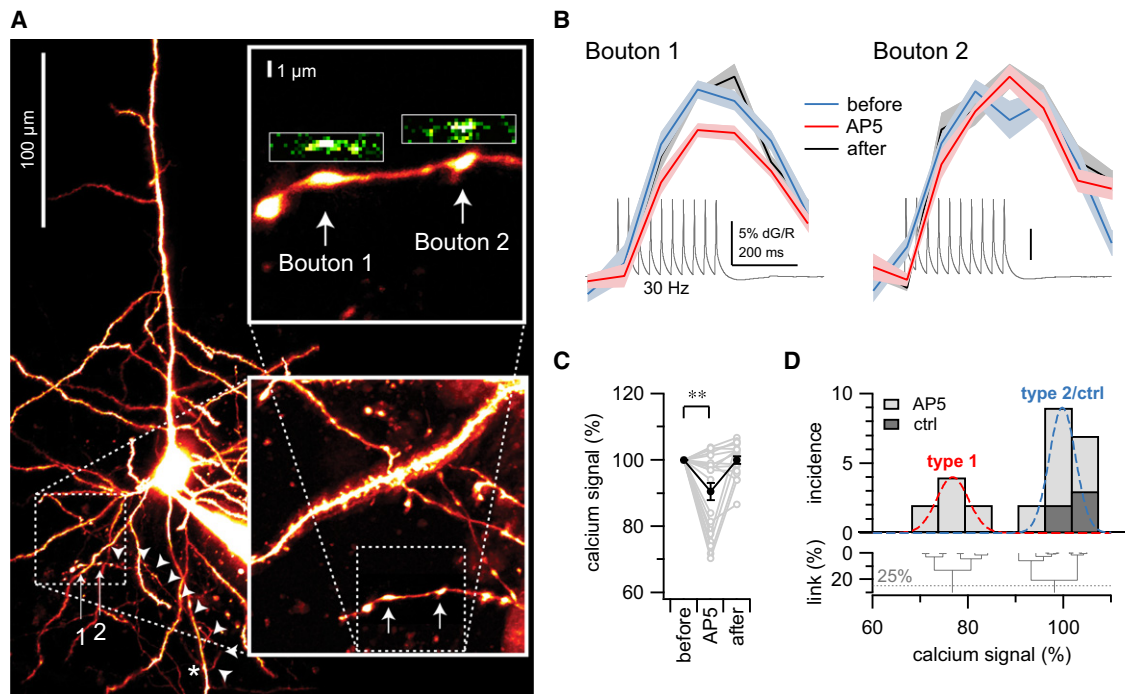 A
100 µm
1 µm
Bouton 1
Bouton 2
1
2
*
B
Bouton 1
Bouton 2
before
AP5
after
5% dG/R
200 ms
30 Hz
C
120
100
80
60
calcium signal (%)
**
before
AP5
after
D
10
5
0
incidence
AP5
ctrl
type 1
type 2/ctrl
0
20
link (%)
25%
60
80
100
calcium signal (%)